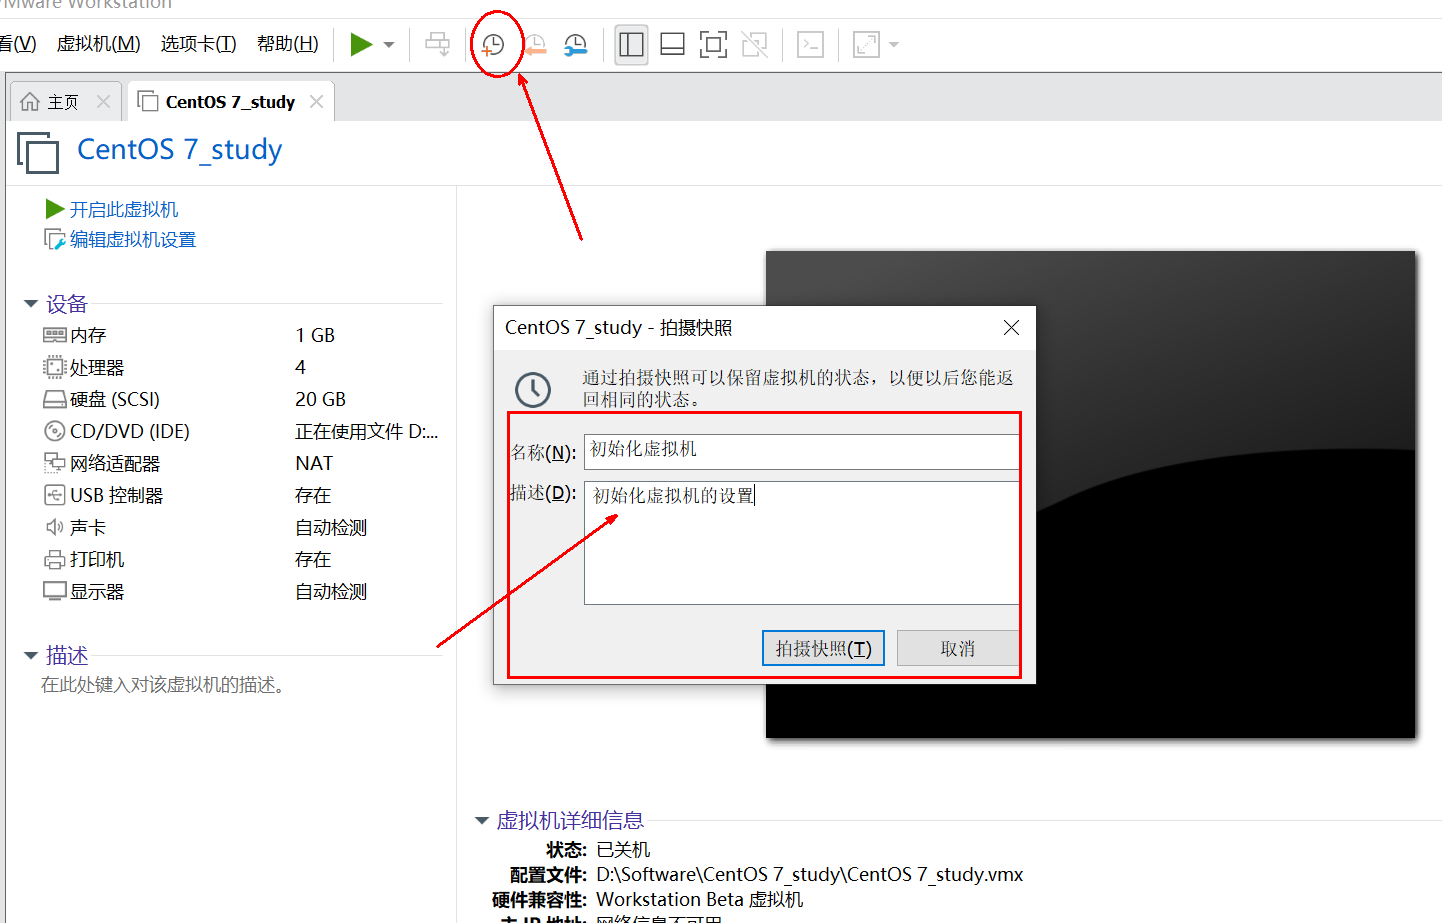 VMware Workstation
看(V) 虚拟机(M) 选项卡(T) 帮助(H)
主页 CentOS 7_study
CentOS 7_study
开启此虚拟机
编辑虚拟机设置
设备
内存 1 GB
处理器 4
硬盘 (SCSI) 20 GB
CD/DVD (IDE) 正在使用文件 D:...
网络适配器 NAT
USB 控制器 存在
声卡 自动检测
打印机 存在
显示器 自动检测
描述
在此处键入对该虚拟机的描述。
CentOS 7_study - 拍摄快照
通过拍摄快照可以保留虚拟机的状态，以便以后您能返
回相同的状态。
名称(N): 初始化虚拟机
描述(D): 初始化虚拟机的设置
拍摄快照(T) 取消
虚拟机详细信息
状态: 已关机
配置文件: D:\Software\CentOS 7_study\CentOS 7_study.vmx
硬件兼容性: Workstation Beta 虚拟机
主 IP 地址: 网络信息不可用